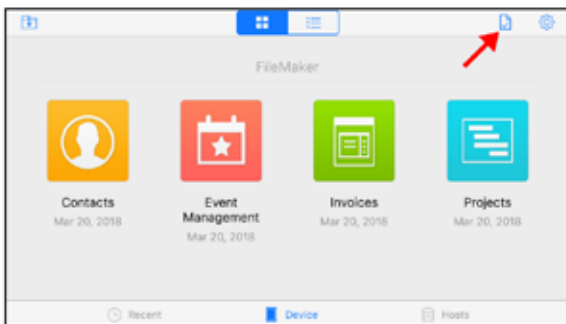 FileMaker
Contacts
Mar 20, 2018
Event
Management
Mar 20, 2018
Invoices
Mar 20, 2018
Projects
Mar 20, 2018
Recent
Device
Hosts